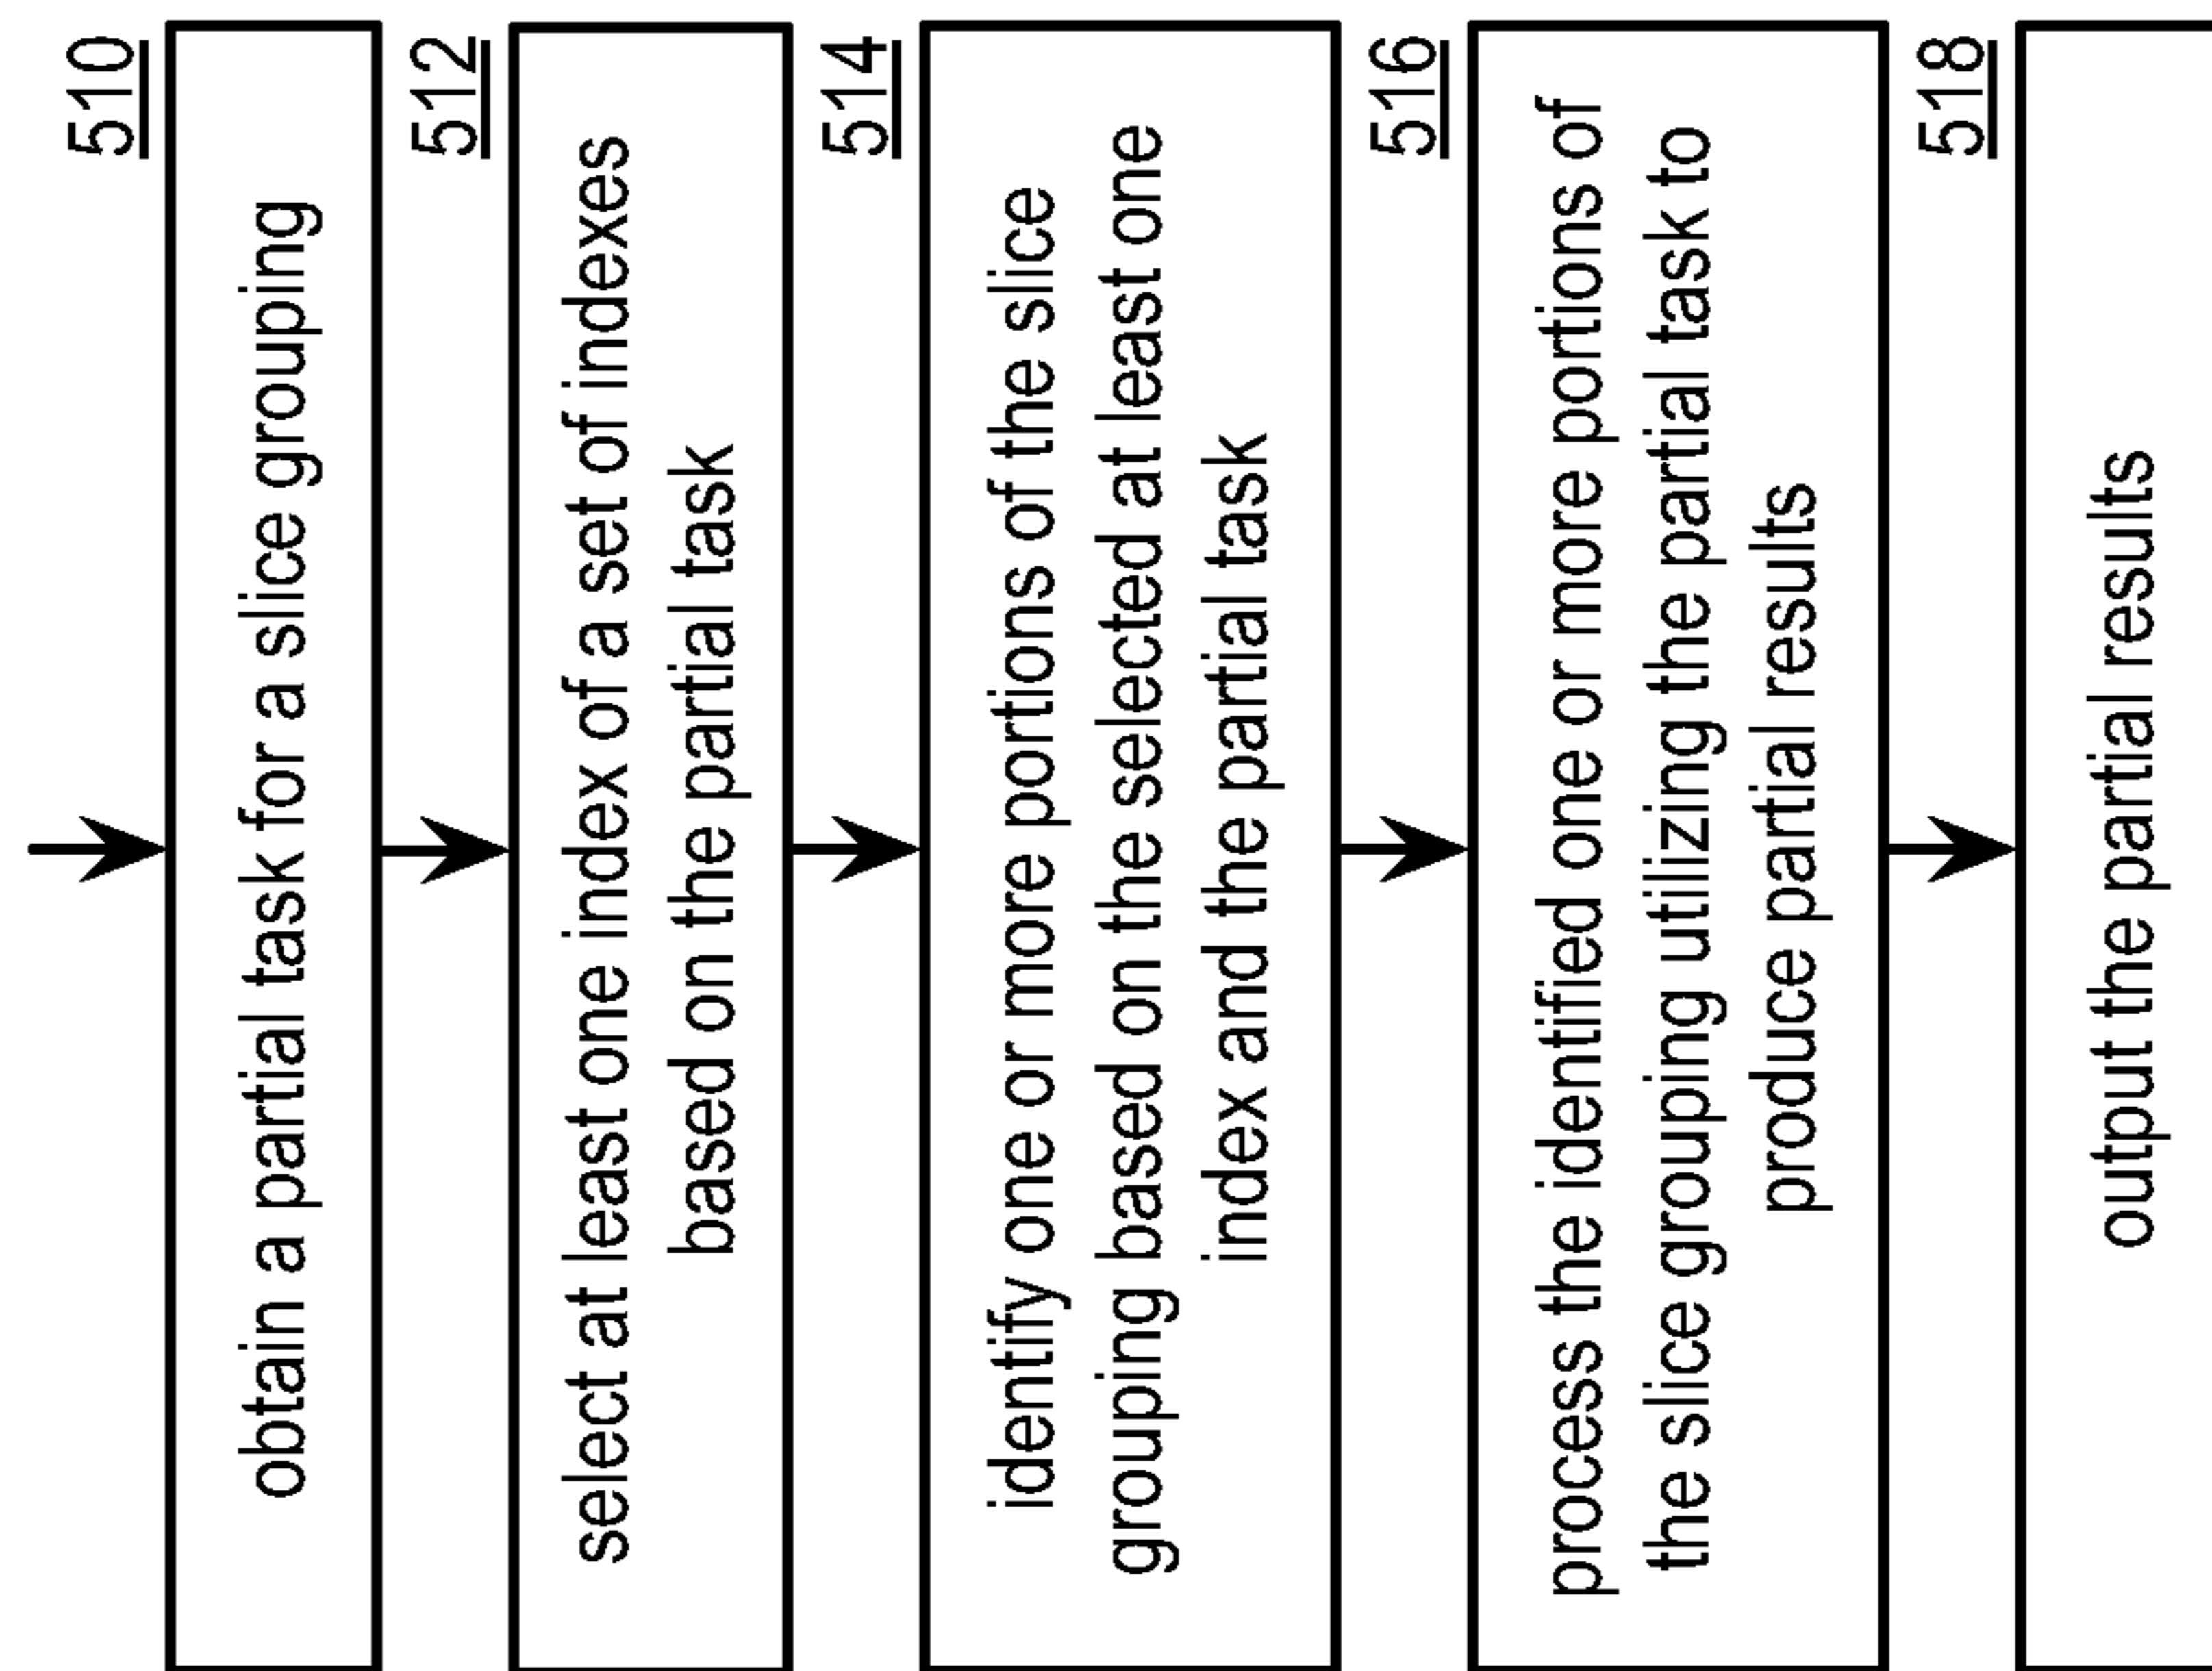 510
obtain a partial task for a slice grouping
512
select at least one index of a set of indexes
based on the partial task
514
identify one or more portions of the slice
grouping based on the selected at least one
index and the partial task
516
process the identified one or more portions of
the slice grouping utilizing the partial task to
produce partial results
518
output the partial results